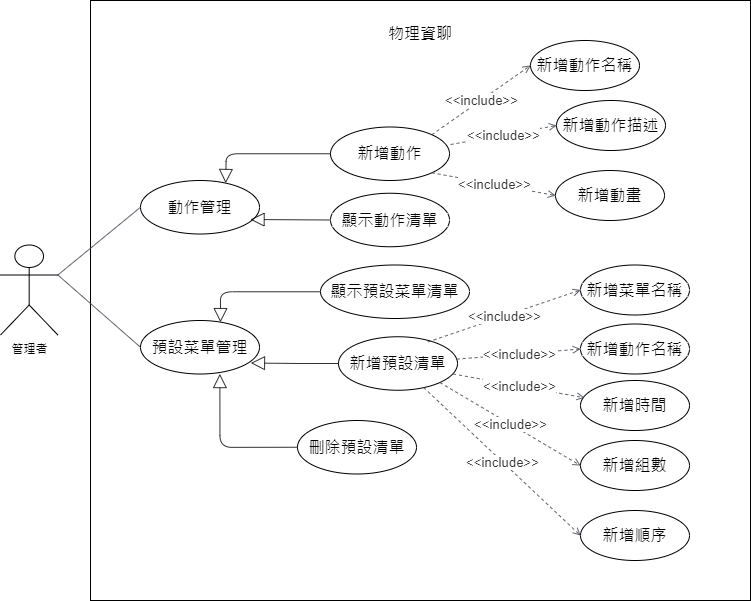 物理資聊
新增動作名稱
<<include>>
新增動作描述
<<include>>
新增動作
<<include>>
新增動畫
動作管理
顯示動作清單
管理者
顯示預設菜單清單
新增菜單名稱
<<include>>
預設菜單管理
新增預設清單
<<include>>
新增動作名稱
<<include>>
新增時間
<<include>>
刪除預設清單
<<include>>
新增組數
新增順序